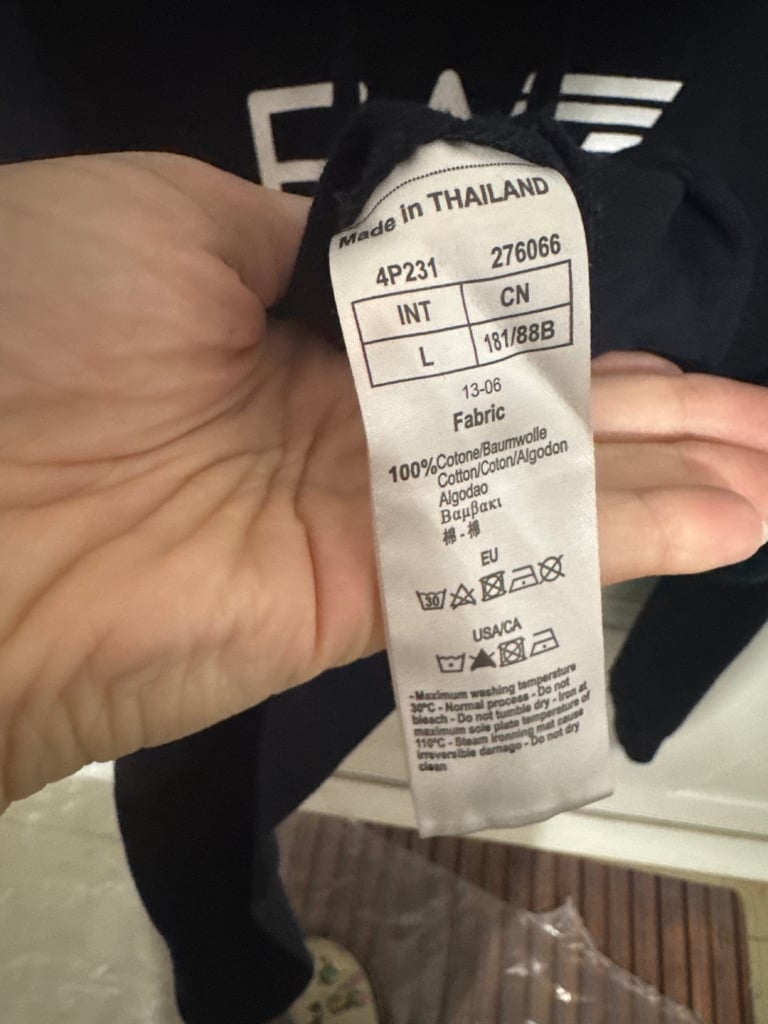 EA7
Made in THAILAND
4P231 276066
INT CN
L 181/88B
13-06
Fabric
100% Cotone/Baumwolle
Cotton/Coton/Algodon
Algodao
Βαμβακι
棉 - 棉
EU
30
USA/CA
- Maximum washing temperature
30°C - Normal process - Do not
bleach - Do not tumble dry - Iron at
maximum sole plate temperature of
110°C - Steam ironning mat cause
irreversible damage - Do not dry
clean